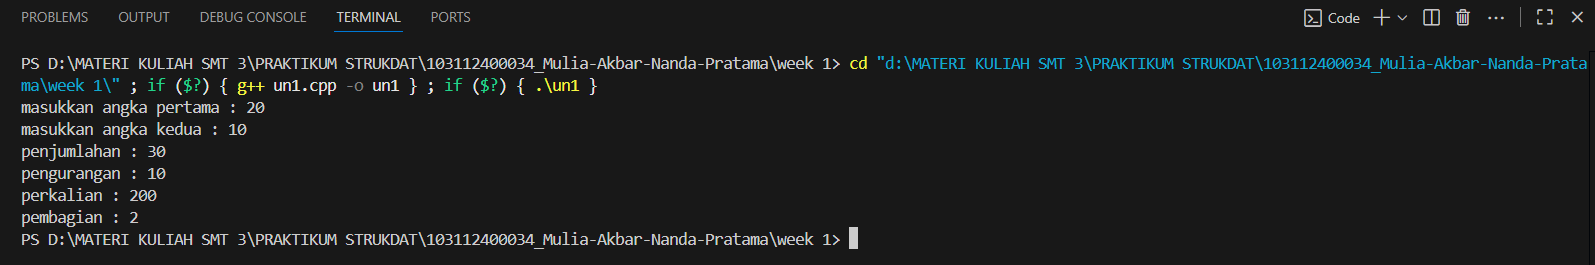 PROBLEMS OUTPUT DEBUG CONSOLE TERMINAL PORTS Code
PS D:\MATERI KULIAH SMT 3\PRAKTIKUM STRUKDAT\103112400034_Mulia-Akbar-Nanda-Pratama\week 1> cd "d:\MATERI KULIAH SMT 3\PRAKTIKUM STRUKDAT\103112400034_Mulia-Akbar-Nanda-Prata
ma\week 1\" ; if ($?) { g++ un1.cpp -o un1 } ; if ($?) { .\un1 }
masukkan angka pertama : 20
masukkan angka kedua : 10
penjumlahan : 30
pengurangan : 10
perkalian : 200
pembagian : 2
PS D:\MATERI KULIAH SMT 3\PRAKTIKUM STRUKDAT\103112400034_Mulia-Akbar-Nanda-Pratama\week 1>